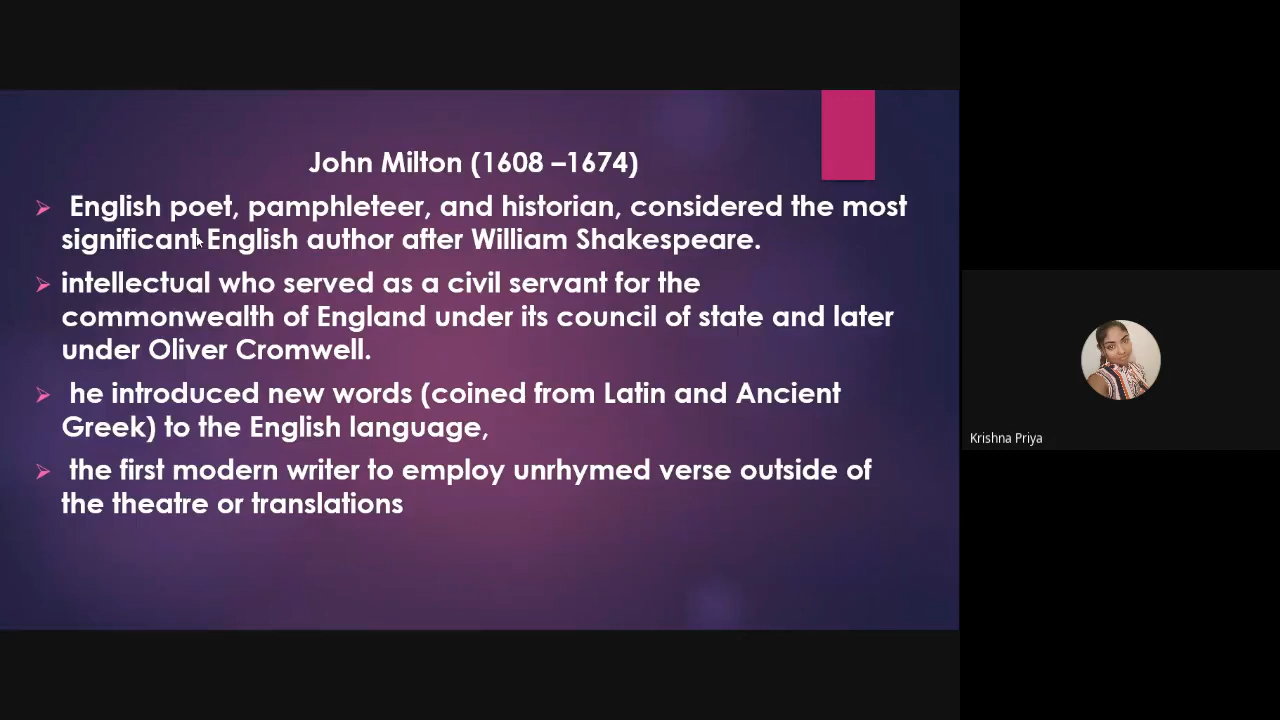 John Milton (1608 –1674)
English poet, pamphleteer, and historian, considered the most
significant English author after William Shakespeare.
intellectual who served as a civil servant for the
commonwealth of England under its council of state and later
under Oliver Cromwell.
he introduced new words (coined from Latin and Ancient
Greek) to the English language,
the first modern writer to employ unrhymed verse outside of
the theatre or translations
Krishna Priya